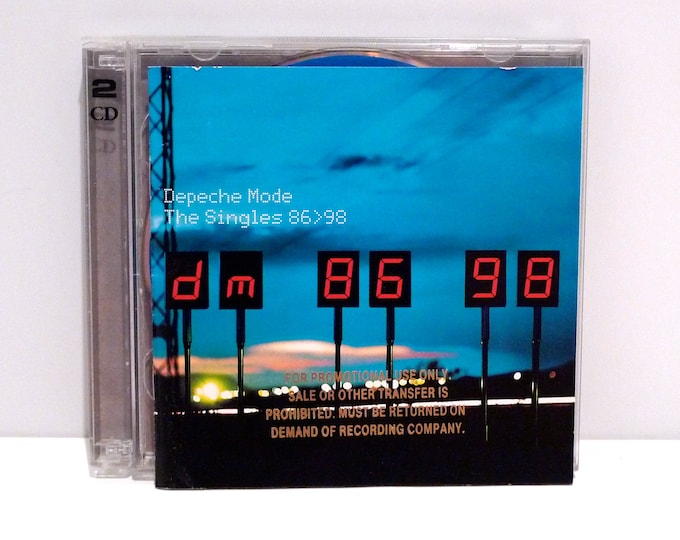 2
CD
Depeche Mode
The Singles 86>98
dm 86 98
FOR PROMOTIONAL USE ONLY.
SALE OR OTHER TRANSFER IS
PROHIBITED. MUST BE RETURNED ON
DEMAND OF RECORDING COMPANY.